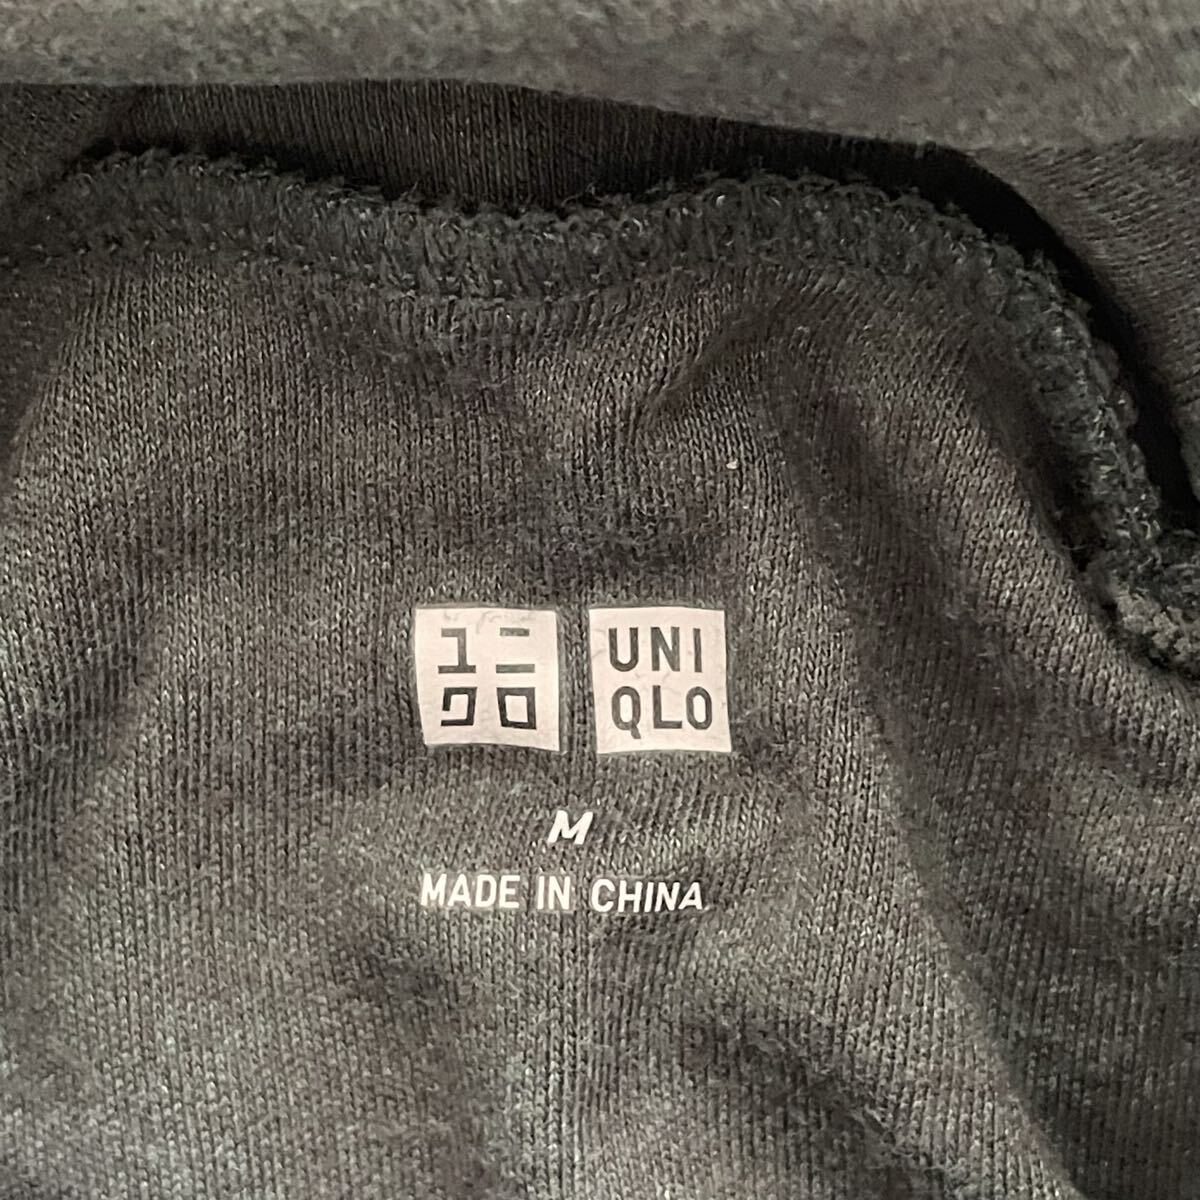 ユニ UNI
クロ QLO
M
MADE IN CHINA